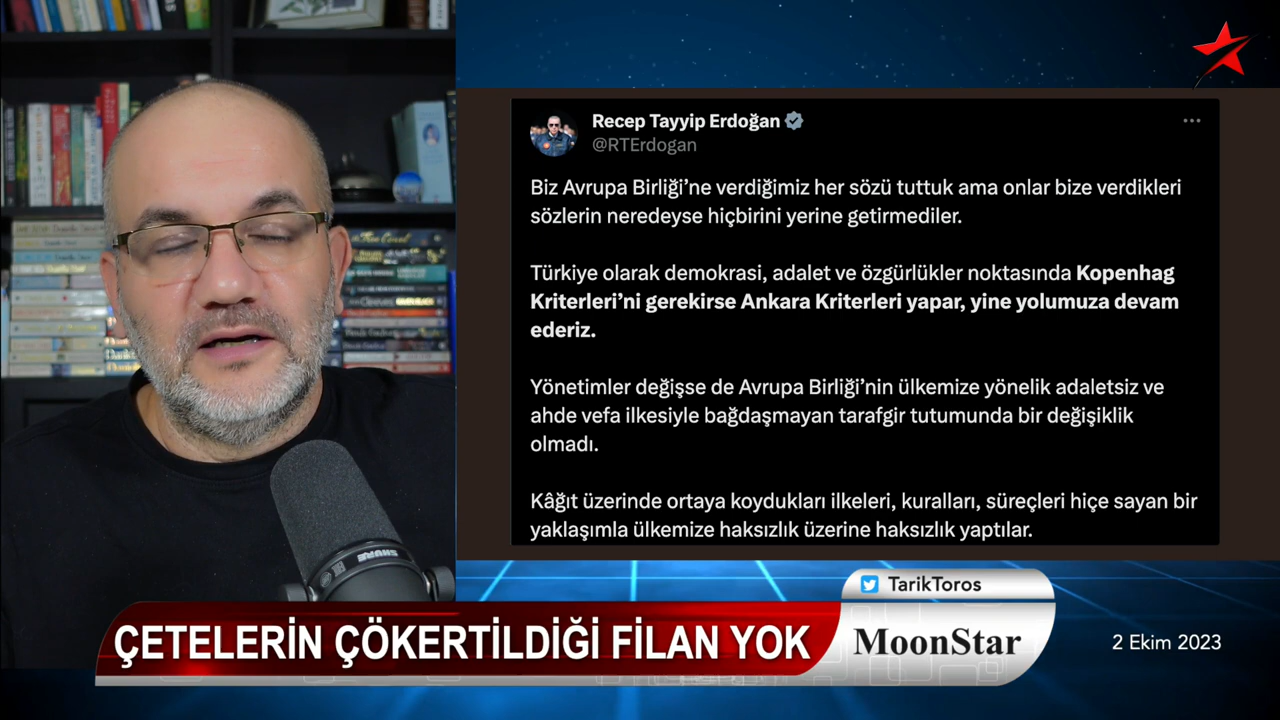 Recep Tayyip Erdoğan
@RTErdogan
Biz Avrupa Birliği’ne verdiğimiz her sözü tuttuk ama onlar bize verdikleri
sözlerin neredeyse hiçbirini yerine getirmediler.
Türkiye olarak demokrasi, adalet ve özgürlükler noktasında Kopenhag
Kriterleri’ni gerekirse Ankara Kriterleri yapar, yine yolumuza devam
ederiz.
Yönetimler değişse de Avrupa Birliği’nin ülkemize yönelik adaletsiz ve
ahde vefa ilkesiyle bağdaşmayan tarafgir tutumunda bir değişiklik
olmadı.
Kâğıt üzerinde ortaya koydukları ilkeleri, kuralları, süreçleri hiçe sayan bir
yaklaşımla ülkemize haksızlık üzerine haksızlık yaptılar.
SHURE
TarikToros
ÇETELERİN ÇÖKERTİLDİĞİ FİLAN YOK
MoonStar
2 Ekim 2023